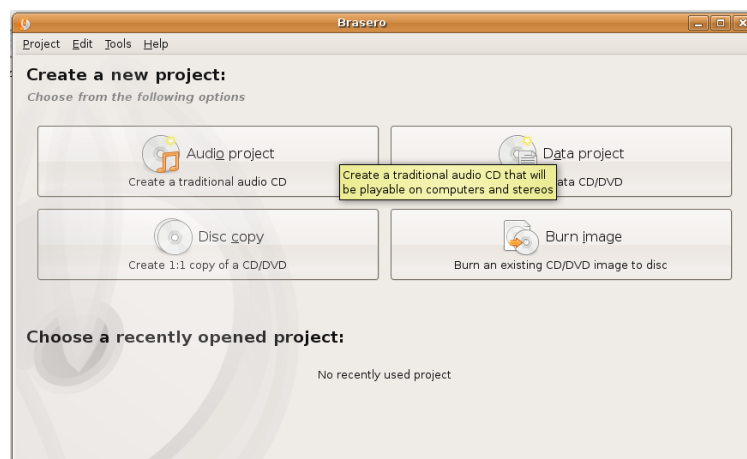 Brasero
Project Edit Tools Help
Create a new project:
Choose from the following options
Audio project
Create a traditional audio CD
Data project
ata CD/DVD
Create a traditional audio CD that will
be playable on computers and stereos
Disc copy
Create 1:1 copy of a CD/DVD
Burn image
Burn an existing CD/DVD image to disc
Choose a recently opened project:
No recently used project